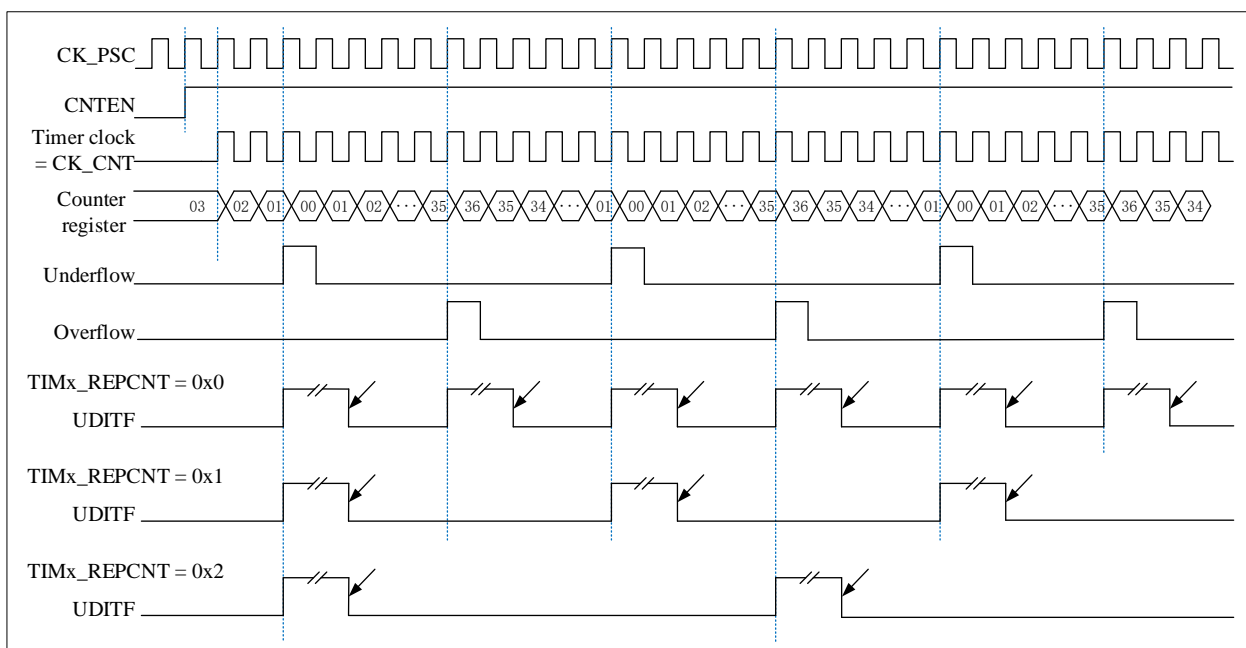 CK_PSC
CNTEN
Timer clock
= CK_CNT
Counter
register
03 02 01 00 01 02 ··· 35 36 35 34 ··· 01 00 01 02 ··· 35 36 35 34 ··· 01 00 01 02 ··· 35 36 35 34
Underflow
Overflow
TIMx_REPCNT = 0x0
UDITF
TIMx_REPCNT = 0x1
UDITF
TIMx_REPCNT = 0x2
UDITF